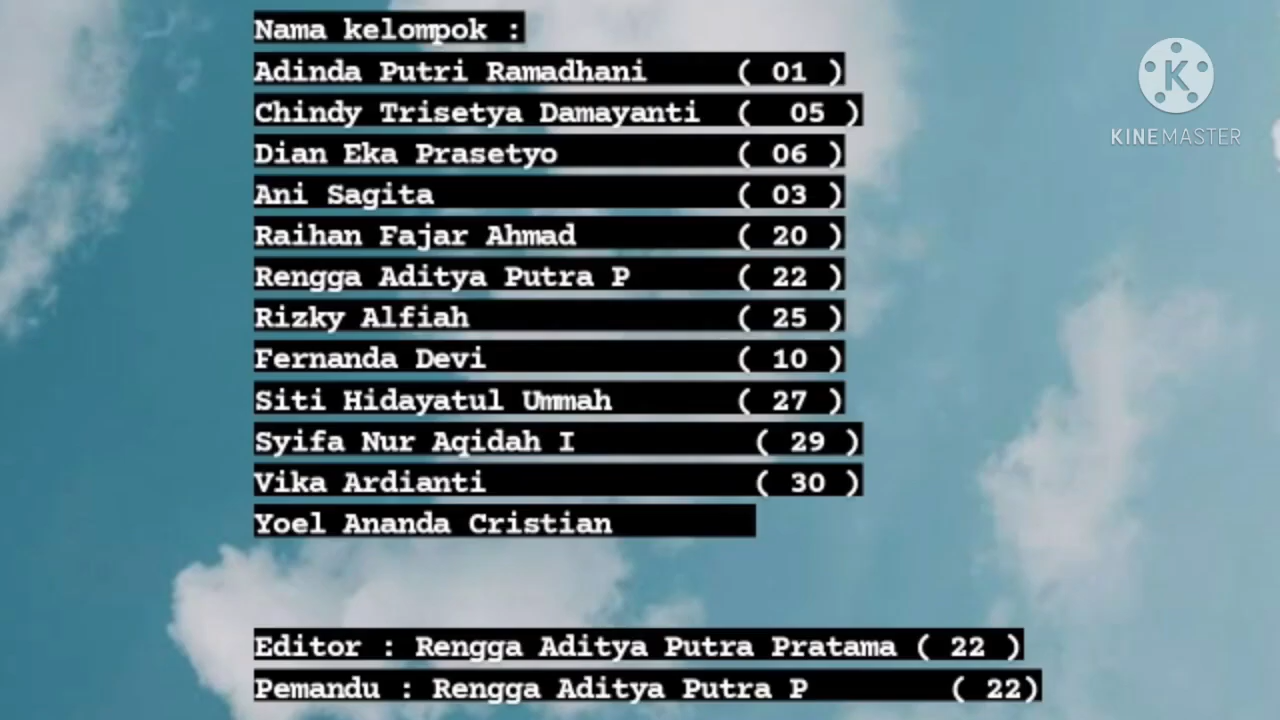 Nama kelompok :
Adinda Putri Ramadhani ( 01 )
Chindy Trisetya Damayanti ( 05 )
Dian Eka Prasetyo ( 06 )
Ani Sagita ( 03 )
Raihan Fajar Ahmad ( 20 )
Rengga Aditya Putra P ( 22 )
Rizky Alfiah ( 25 )
Fernanda Devi ( 10 )
Siti Hidayatul Ummah ( 27 )
Syifa Nur Aqidah I ( 29 )
Vika Ardianti ( 30 )
Yoel Ananda Cristian
Editor : Rengga Aditya Putra Pratama ( 22 )
Pemandu : Rengga Aditya Putra P ( 22)
K
KINEMASTER